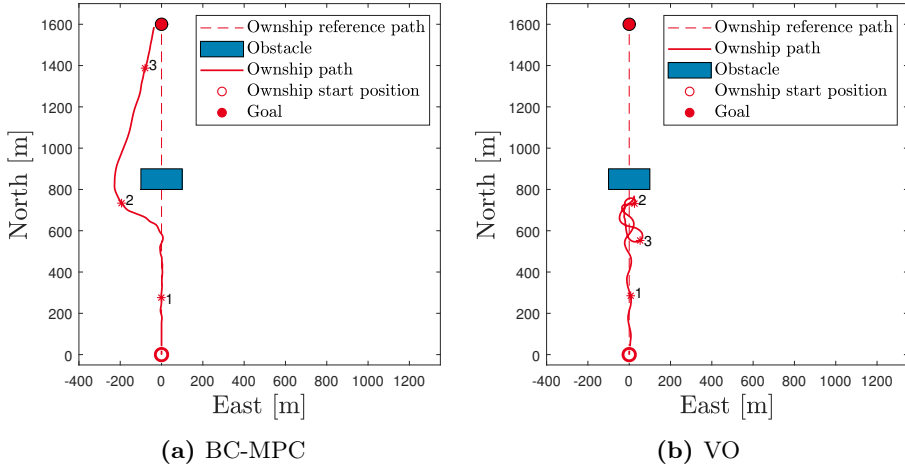 1600
1400
1200
1000
800
600
400
200
0
-400 -200 0 200 400 600 800 1000 1200
North [m]
East [m]
Ownship reference path
Obstacle
Ownship path
Ownship start position
Goal
3
2
1
(a) BC-MPC
1600
1400
1200
1000
800
600
400
200
0
-400 -200 0 200 400 600 800 1000 1200
North [m]
East [m]
Ownship reference path
Ownship path
Obstacle
Ownship start position
Goal
2
3
1
(b) VO